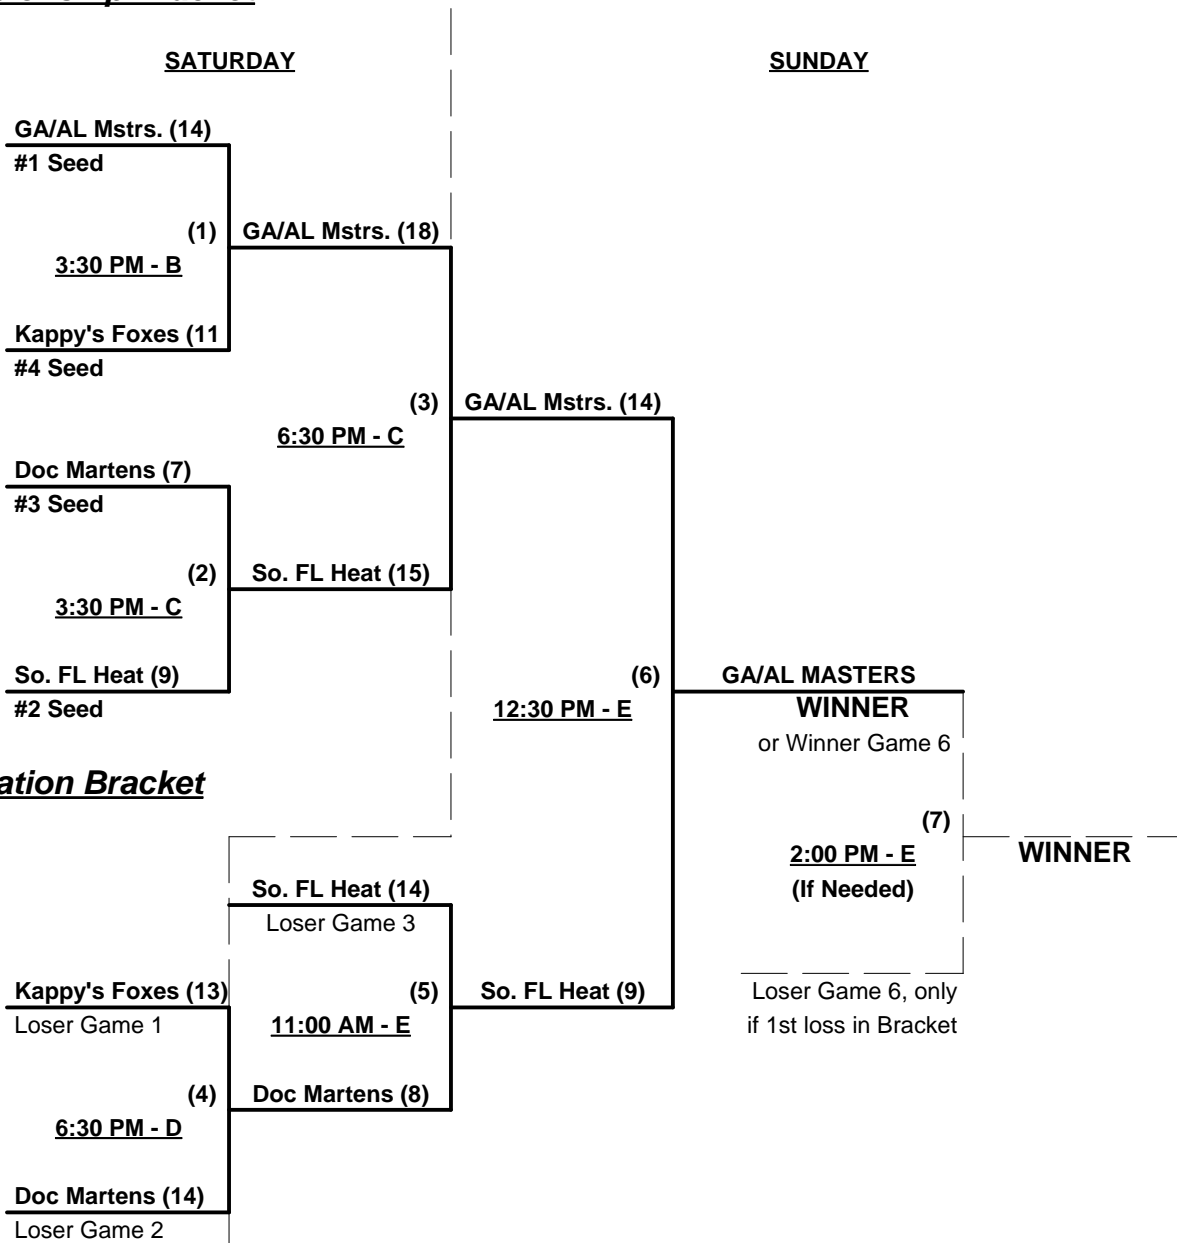 SATURDAY
SUNDAY
GA/AL Mstrs. (14)
#1 Seed
(1)
GA/AL Mstrs. (18)
3:30 PM - B
Kappy's Foxes (11
#4 Seed
(3)
GA/AL Mstrs. (14)
6:30 PM - C
Doc Martens (7)
#3 Seed
(2)
So. FL Heat (15)
3:30 PM - C
So. FL Heat (9)
#2 Seed
(6)
GA/AL MASTERS
12:30 PM - E
WINNER
or Winner Game 6
ation Bracket
(7)
2:00 PM - E
WINNER
(If Needed)
So. FL Heat (14)
Loser Game 3
Kappy's Foxes (13)
Loser Game 1
(5)
So. FL Heat (9)
11:00 AM - E
Loser Game 6, only
if 1st loss in Bracket
(4)
Doc Martens (8)
6:30 PM - D
Doc Martens (14)
Loser Game 2